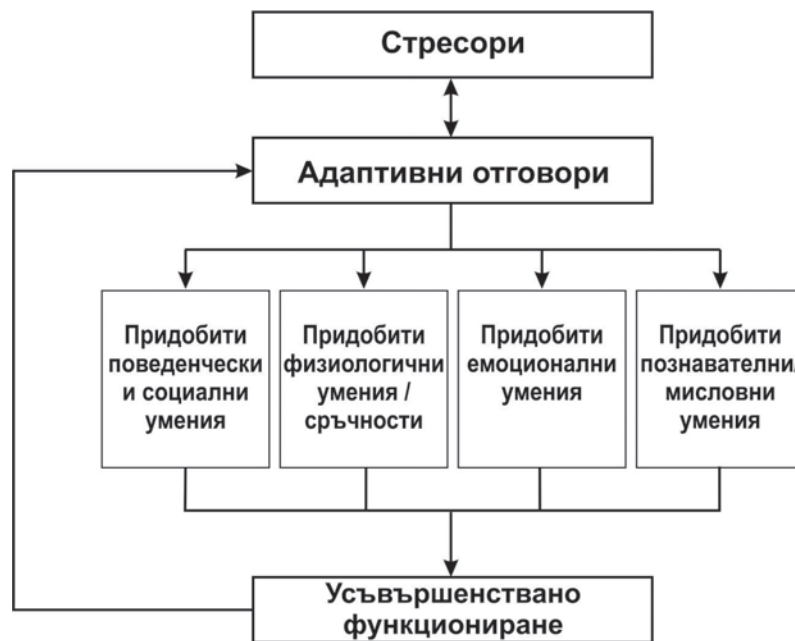 Стресори
Адаптивни отговори
Придобити
поведенчески
и социални
умения
Придобити
физиологични
умения /
сръчности
Придобити
емоционални
умения
Придобити
познавателни/
мисловни
умения
Усъвършенствано
функциониране